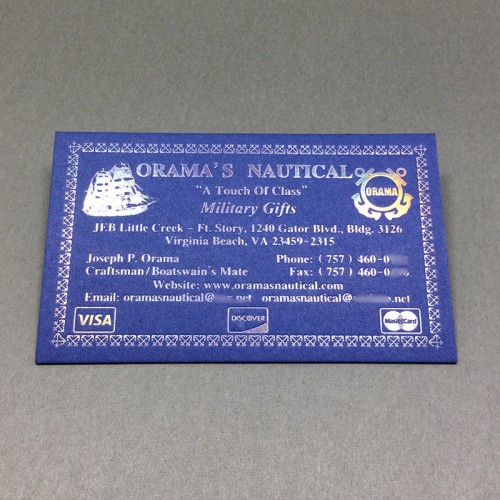 ORAMA'S NAUTICAL
"A Touch Of Class"
ORAMA
Military Gifts
JEB Little Creek - Ft. Story, 1240 Gator Blvd., Bldg. 3126
Virginia Beach, VA 23459-2315
Joseph P. Orama Phone: (757) 460-0
Craftsman/Boatswain's Mate Fax: (757) 460-0
Website: www.oramasnautical.com
Email: oramasnautical@ .net oramasnautical@ .net
VISA DISCOVER MasterCard